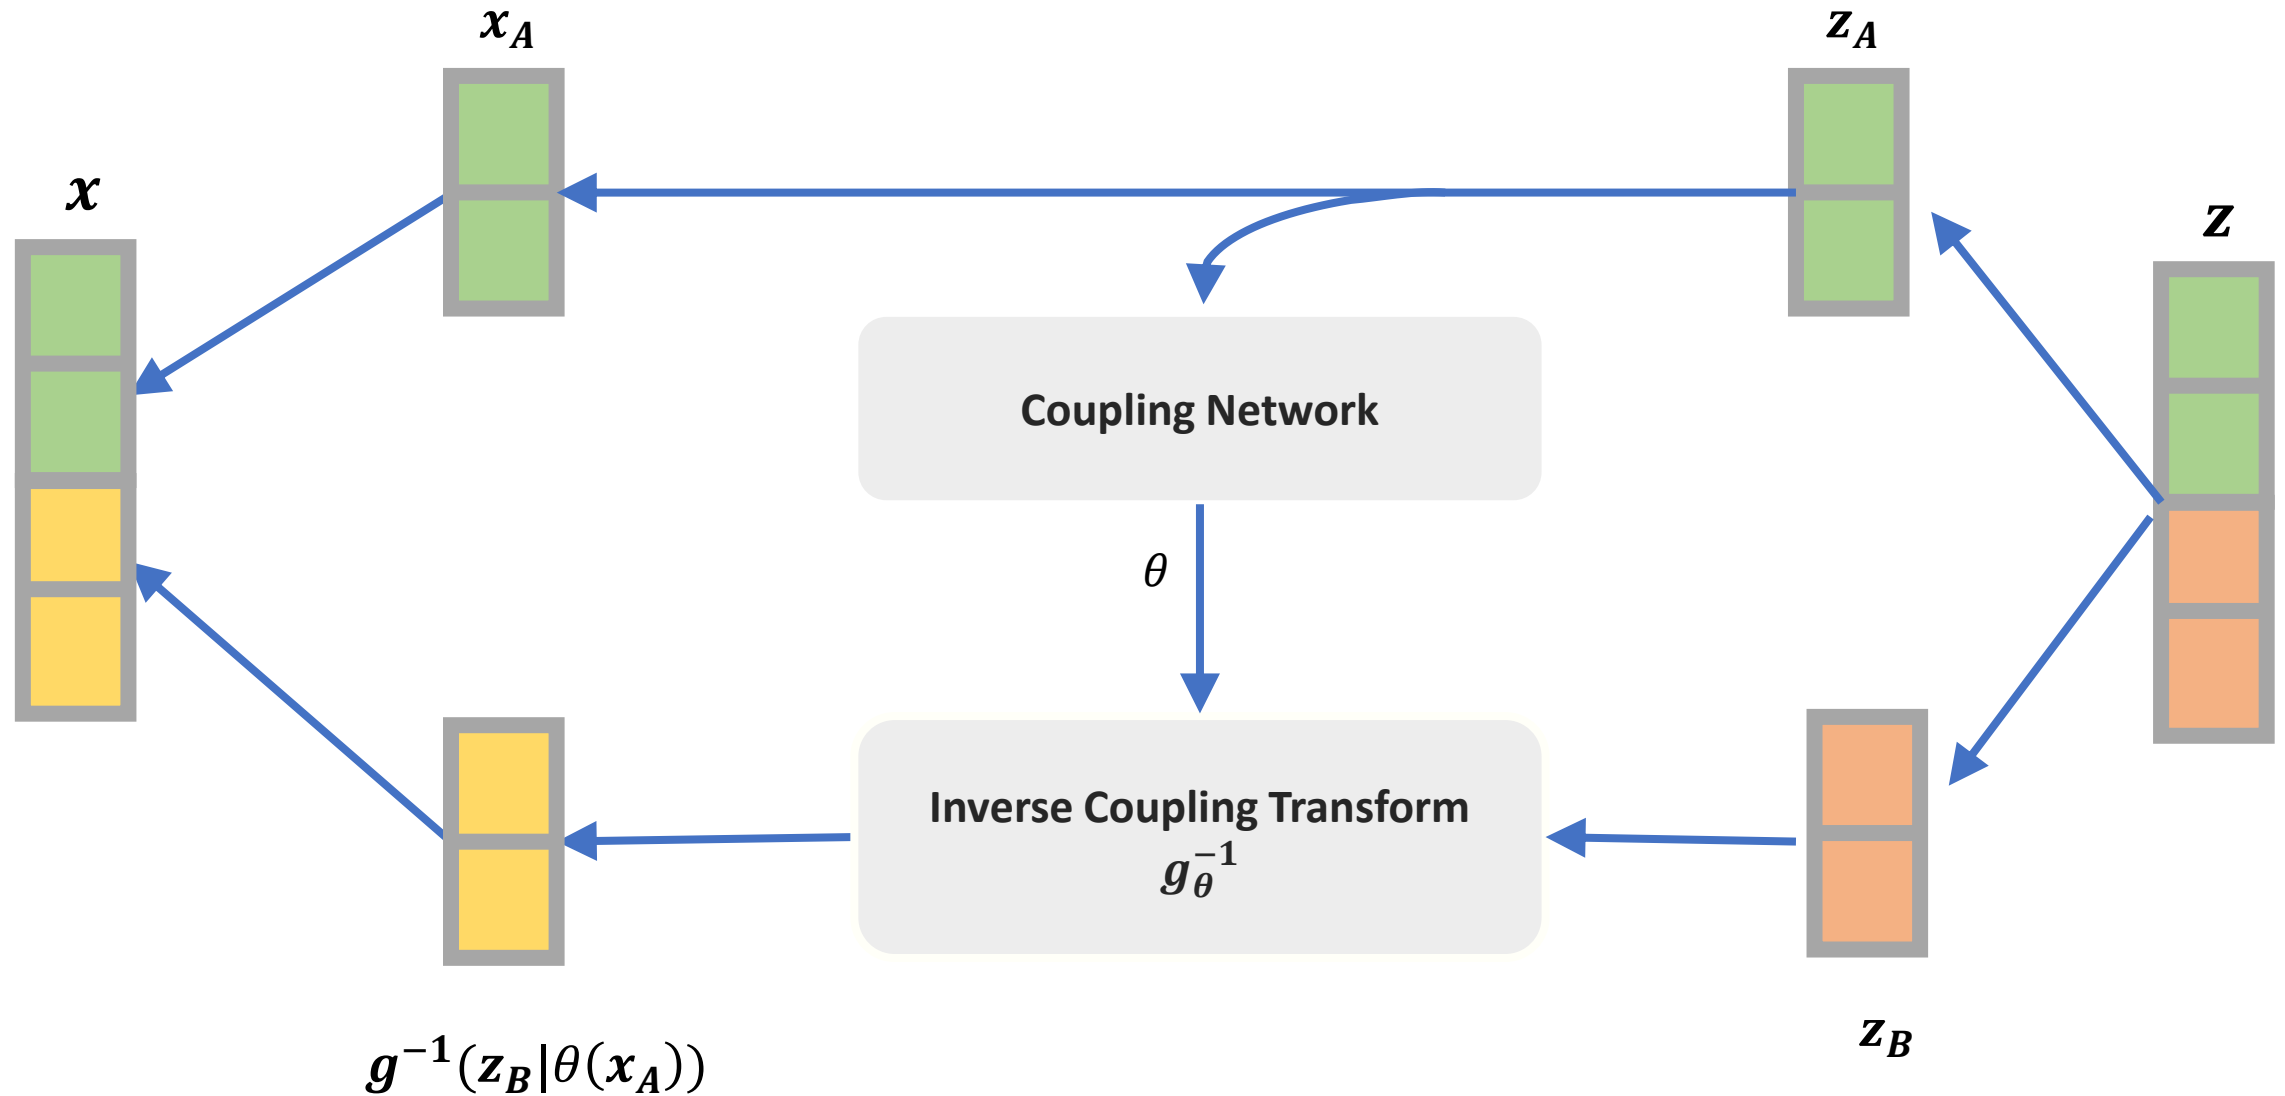 x_A
z_A
x
z
Coupling Network
θ
Inverse Coupling Transform
g_θ^{-1}
z_B
g^{-1}(z_B|θ(x_A))